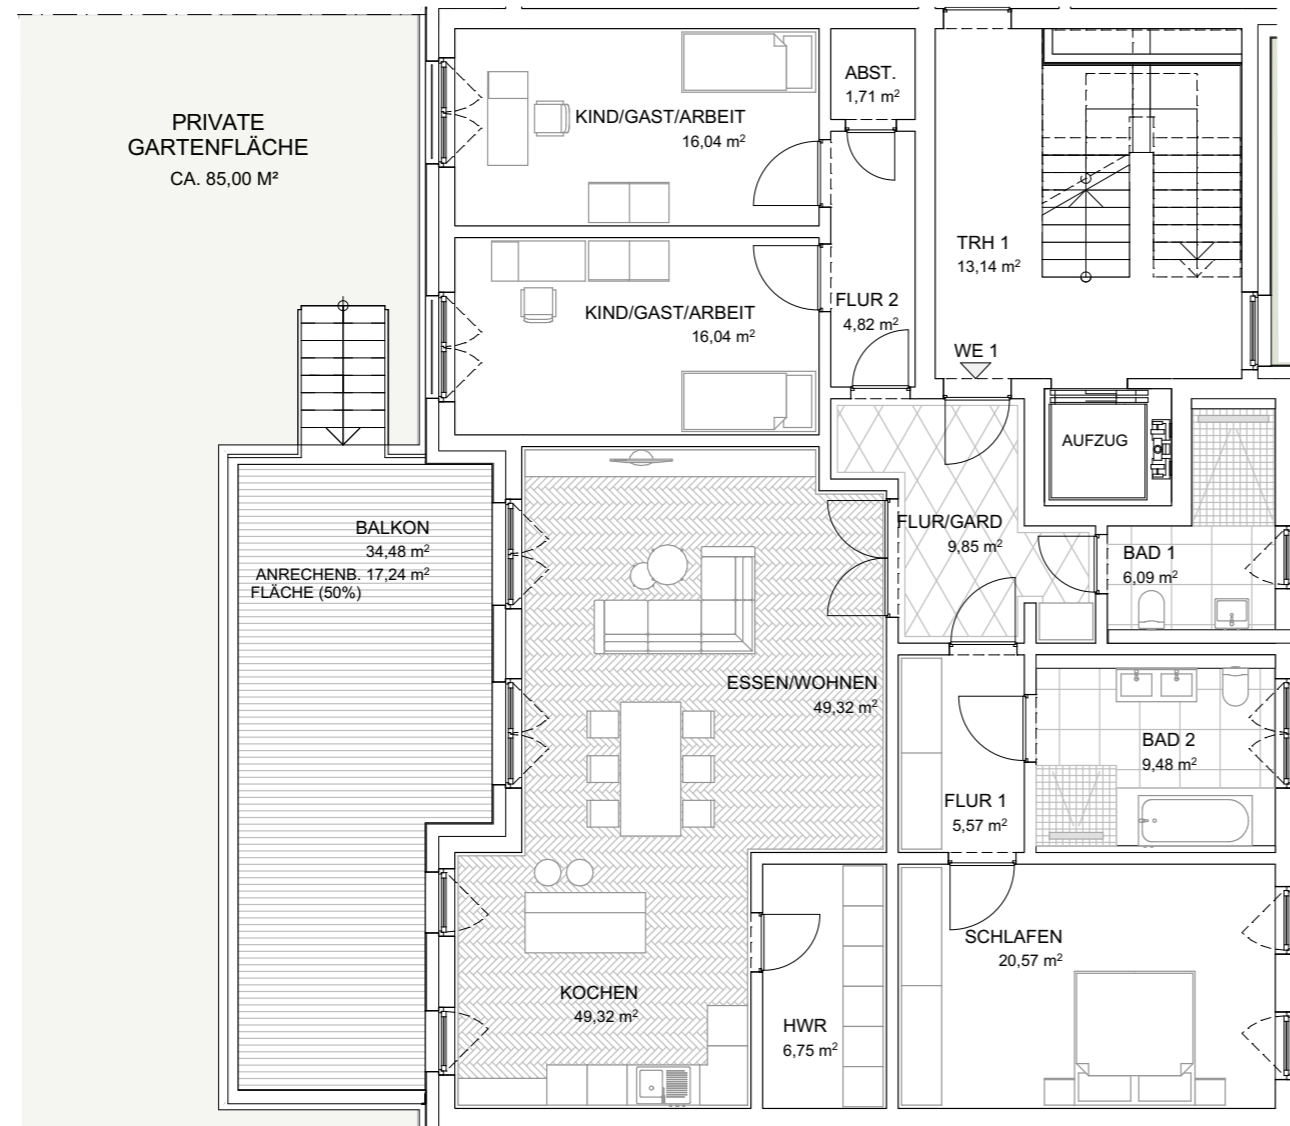 PRIVATE
GARTENFLÄCHE
CA. 85,00 M²
KIND/GAST/ARBEIT
16,04 m²
ABST.
1,71 m²
TRH 1
13,14 m²
KIND/GAST/ARBEIT
16,04 m²
FLUR 2
4,82 m²
WE 1
AUFZUG
BALKON
34,48 m²
ANRECHENB. 17,24 m²
FLÄCHE (50%)
FLUR/GARD
9,85 m²
BAD 1
6,09 m²
ESSEN/WOHNEN
49,32 m²
BAD 2
9,48 m²
FLUR 1
5,57 m²
SCHLAFEN
20,57 m²
KOCHEN
49,32 m²
HWR
6,75 m²